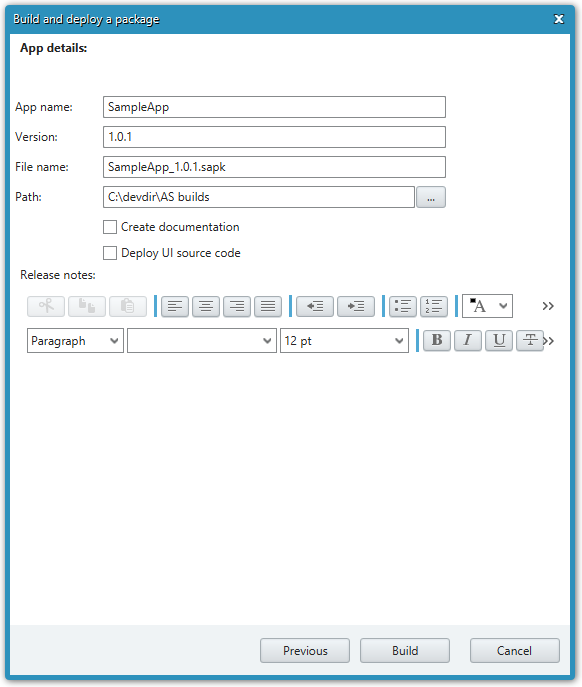 Build and deploy a package
App details:
App name: SampleApp
Version: 1.0.1
File name: SampleApp_1.0.1.sapk
Path: C:\devdir\AS builds ...
Create documentation
Deploy UI source code
Release notes:
A
Paragraph 12 pt B I U T
Previous Build Cancel